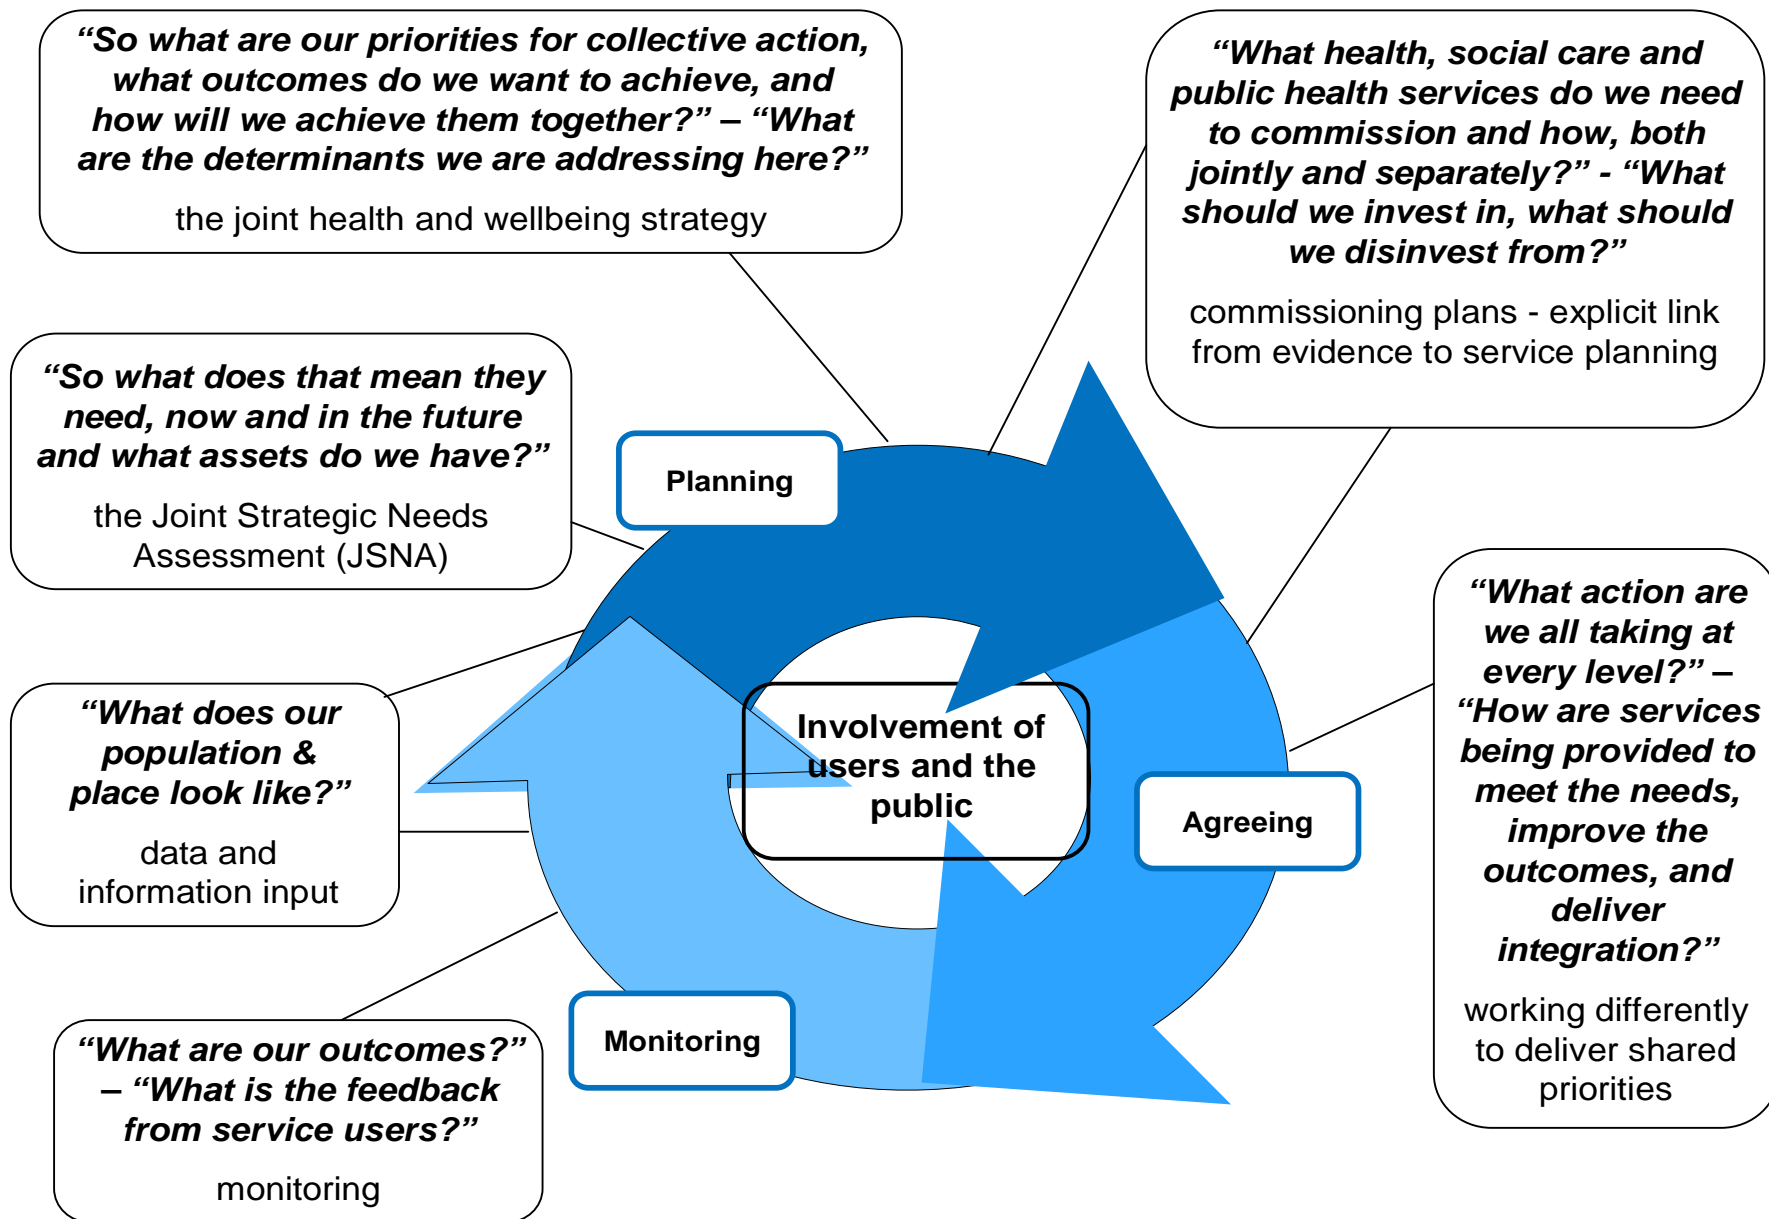 “So what are our priorities for collective action,
what outcomes do we want to achieve, and
how will we achieve them together?” – “What
are the determinants we are addressing here?”
the joint health and wellbeing strategy
“What health, social care and
public health services do we need
to commission and how, both
jointly and separately?” - “What
should we invest in, what should
we disinvest from?”
commissioning plans - explicit link
from evidence to service planning
“So what does that mean they
need, now and in the future
and what assets do we have?”
the Joint Strategic Needs
Assessment (JSNA)
Planning
“What action are
we all taking at
every level?” –
“How are services
being provided to
meet the needs,
improve the
outcomes, and
deliver
integration?”
working differently
to deliver shared
priorities
“What does our
population &
place look like?”
data and
information input
Involvement of
users and the
public
Agreeing
Monitoring
“What are our outcomes?”
– “What is the feedback
from service users?”
monitoring